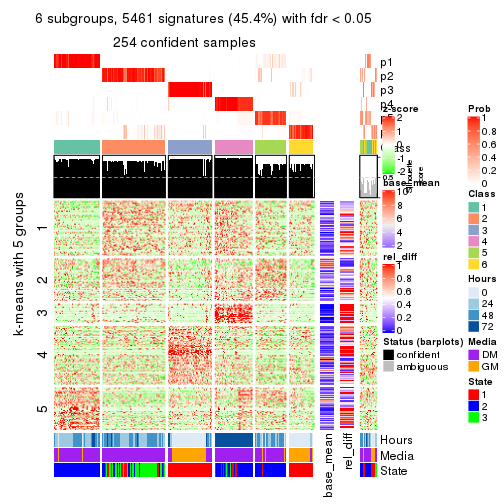 6 subgroups, 5461 signatures (45.4%) with fdr < 0.05
254 confident samples
p1
p2
p3
p4
z-score
2
1
0
-1
-2
Prob
1
0.8
0.6
0.4
0.2
0
0.5
score
base_mean
10
8
6
4
2
Class
1
2
3
4
5
6
k-means with 5 groups
1
2
3
4
5
rel_diff
1
0.8
0.6
0.4
0.2
0
Hours
0
24
48
72
Status (barplots)
confident
ambiguous
Media
DM
GM
State
1
2
3
Hours
Media
State
base_mean
rel_diff